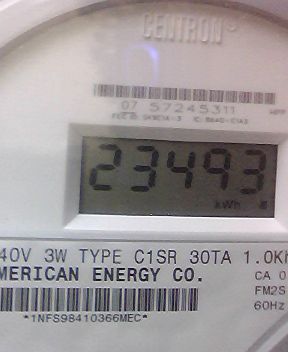 CENTRON
07 57245311
23493
kWh
40V 3W TYPE C1SR 30TA 1.0Kh
MERICAN ENERGY CO.
CA 0
FM2S
60Hz
*1NFS98410366MEC*